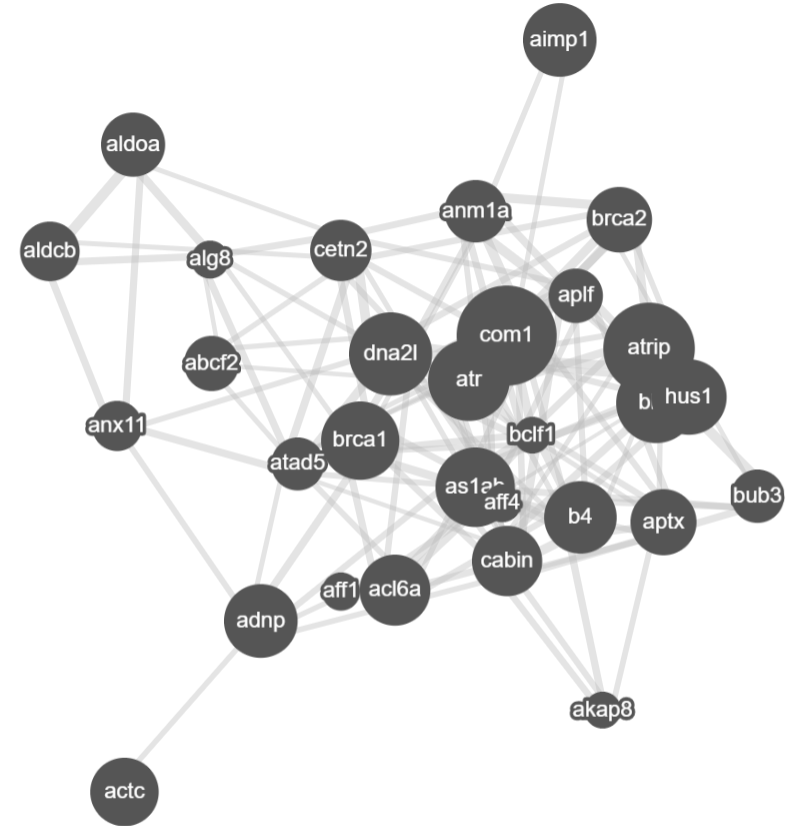 aimp1
aldoa
anm1a
brca2
aldcb
alg8
cetn2
aplf
com1
dna2l
atrip
abcf2
atr
hus1
anx11
brca1
bclf1
atad5
aff4
bub3
b4
aptx
cabin
aff1
acl6a
adnp
akap8
actc